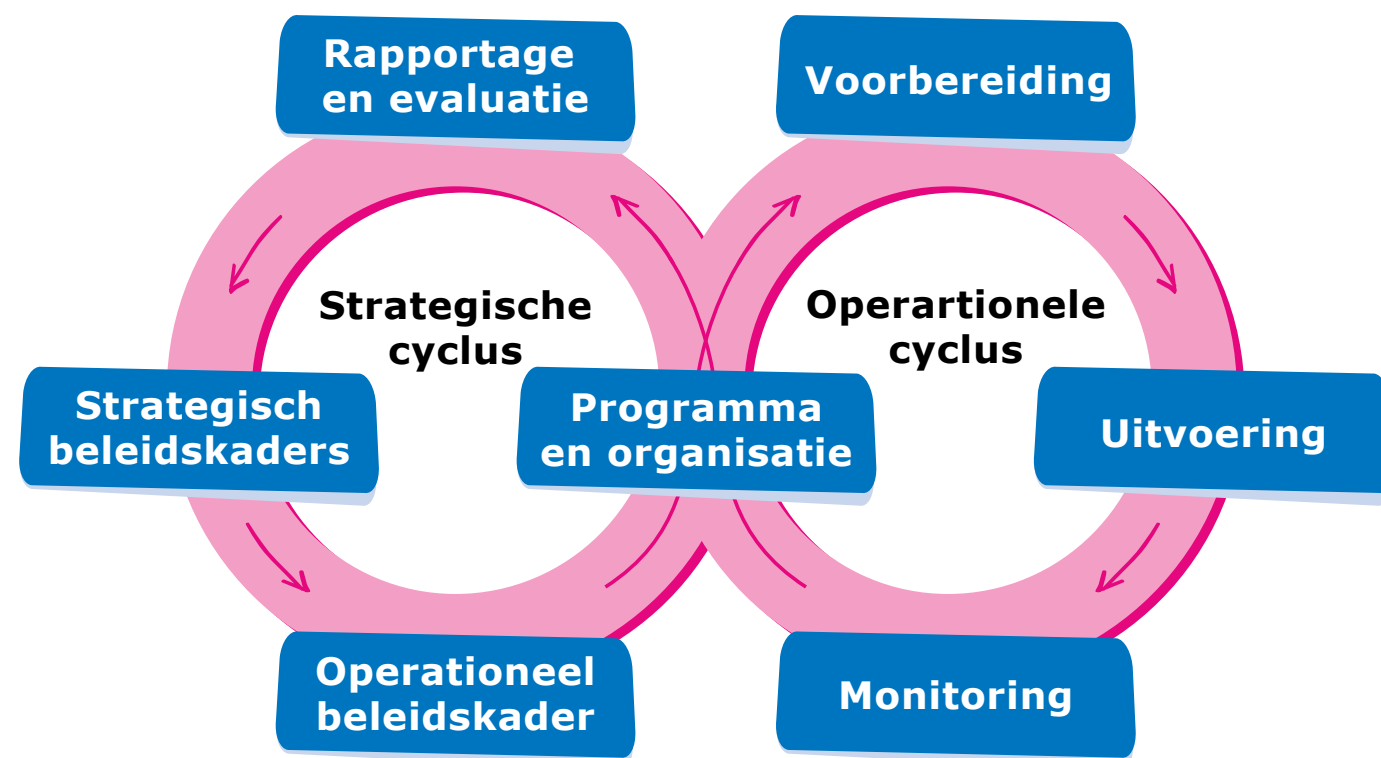 Rapportage
en evaluatie
Voorbereiding
Strategische
cyclus
Operartionele
cyclus
Strategisch
beleidskaders
Programma
en organisatie
Uitvoering
Operationeel
beleidskader
Monitoring